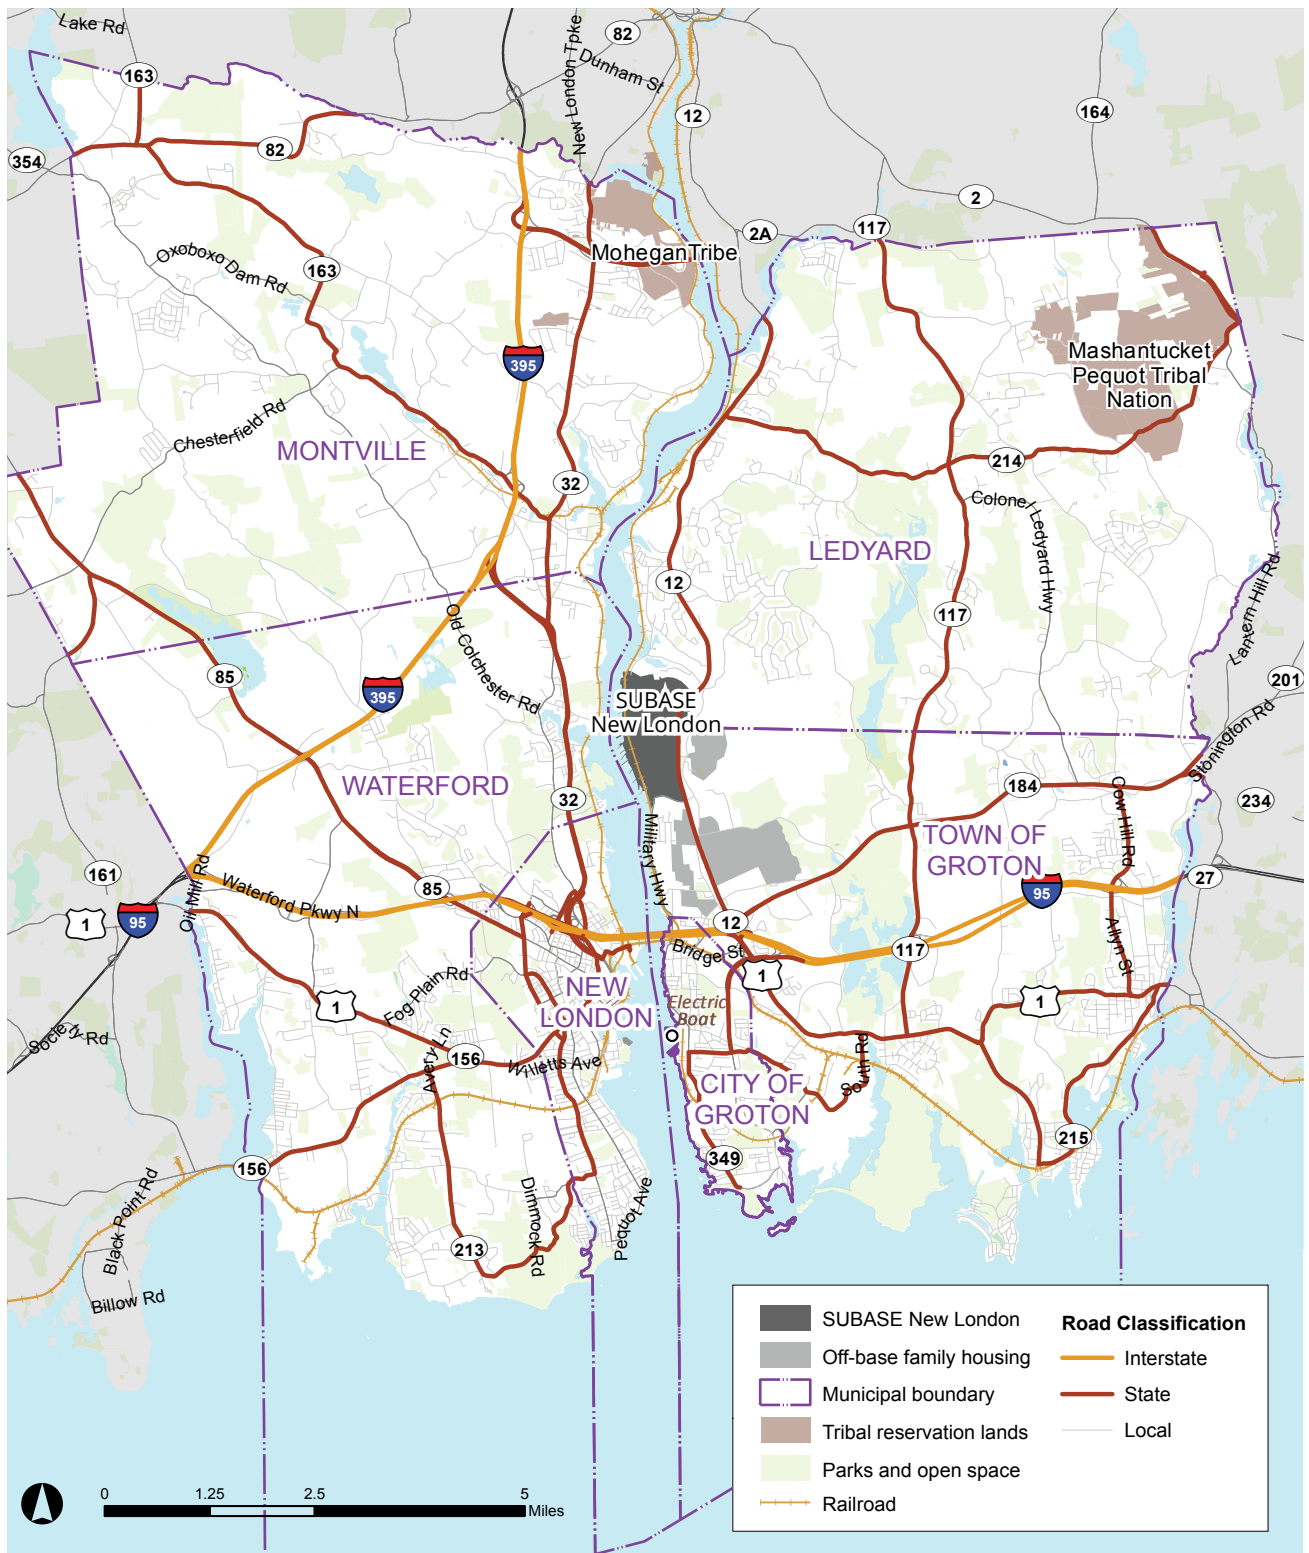 Lake Rd
163
82
Dunham St
New London Tpke
12
164
354
82
2
2A
117
Mohegan Tribe
Oxoboxo Dam Rd
163
395
Mashantucket
Pequot Tribal
Nation
Chesterfield Rd
MONTVILLE
32
214
Colonel Ledyard Hwy
LEDYARD
12
117
Lantern Hill Rd
Old Colchester Rd
85
395
SUBASE
New London
201
Stonington Rd
WATERFORD
32
184
234
Cow Hill Rd
Military Hwy
TOWN OF
GROTON
161
Oil Mill Rd
Waterford Pkwy N
85
95
27
1
95
12
117
Allyn St
Bridge St
1
Fog Plain Rd
NEW
LONDON
Electric
Boat
1
1
Society Rd
Avery Ln
156
Willetts Ave
South Rd
CITY OF
GROTON
215
349
156
Black Point Rd
Dimmock Rd
Pequot Ave
213
Billow Rd
SUBASE New London
Off-base family housing
Municipal boundary
Tribal reservation lands
Parks and open space
Railroad
Road Classification
Interstate
State
Local
0 1.25 2.5 5
Miles